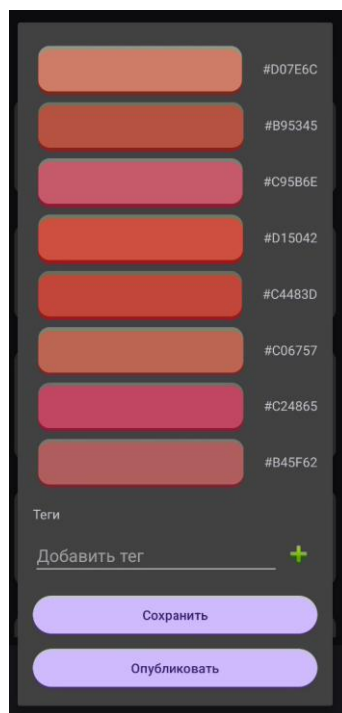 #D07E6C
#B95345
#C95B6E
#D15042
#C4483D
#C06757
#C24865
#B45F62
Теги
Добавить тег
Сохранить
Опубликовать